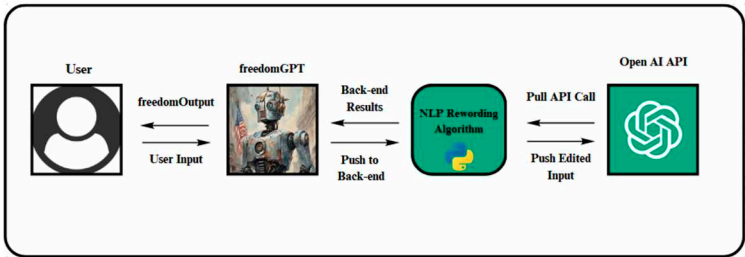 User
freedomOutput
User Input
freedomGPT
Back-end
Results
Push to
Back-end
NLP Rewording
Algorithm
Pull API Call
Push Edited
Input
Open AI API